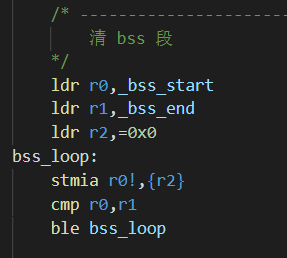 /* ----------------------
清 bss 段
*/
ldr r0,_bss_start
ldr r1,_bss_end
ldr r2,=0x0
bss_loop:
stmia r0!,{r2}
cmp r0,r1
ble bss_loop